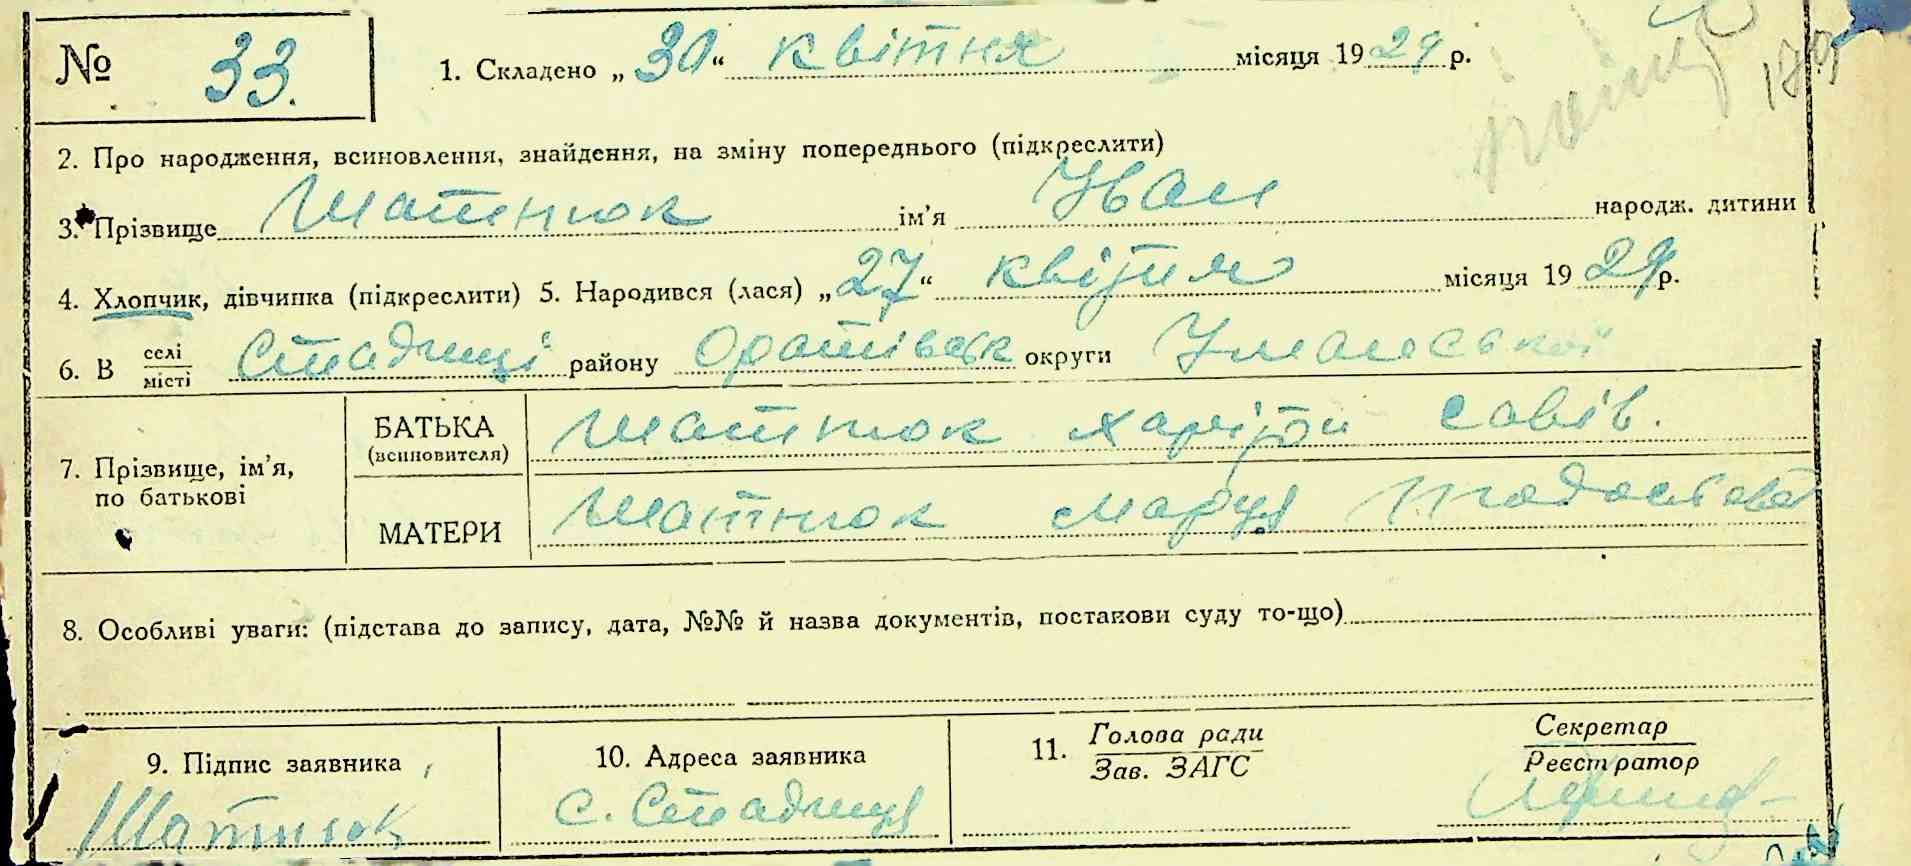 № 33.
1. Складено „30“ квітня місяця 1929 р.
179
2. Про народження, всиновлення, знайдення, на зміну попереднього (підкреслити)
3. Прізвище Шатнюк ім’я Іван народж. дитини
4. Хлопчик, дівчинка (підкреслити) 5. Народився (лася) „27“ квітня місяця 1929 р.
6. В селі/місті Стадниці району Оратівськ округи Уманської
7. Прізвище, ім’я, по батькові
БАТЬКА (всиновителя) Шатнюк Харітон Савів.
МАТЕРИ Шатнюк Маруся
8. Особливі уваги: (підстава до запису, дата, №№ й назва документів, постанови суду то-що)
9. Підпис заявника
Шатнюк
10. Адреса заявника
с. Стадниця
11. Голова ради
Зав. ЗАГС
Секретар
Реєстратор